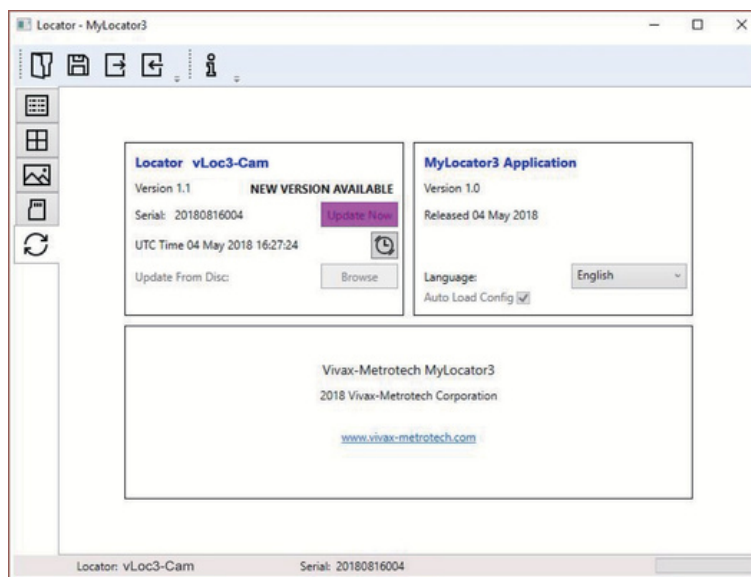 Locator - MyLocator3
Locator vLoc3-Cam
Version 1.1 NEW VERSION AVAILABLE
Serial: 20180816004 Update Now
UTC Time 04 May 2018 16:27:24
Update From Disc: Browse
MyLocator3 Application
Version 1.0
Released 04 May 2018
Language: English
Auto Load Config
Vivax-Metrotech MyLocator3
2018 Vivax-Metrotech Corporation
www.vivax-metrotech.com
Locator: vLoc3-Cam Serial: 20180816004